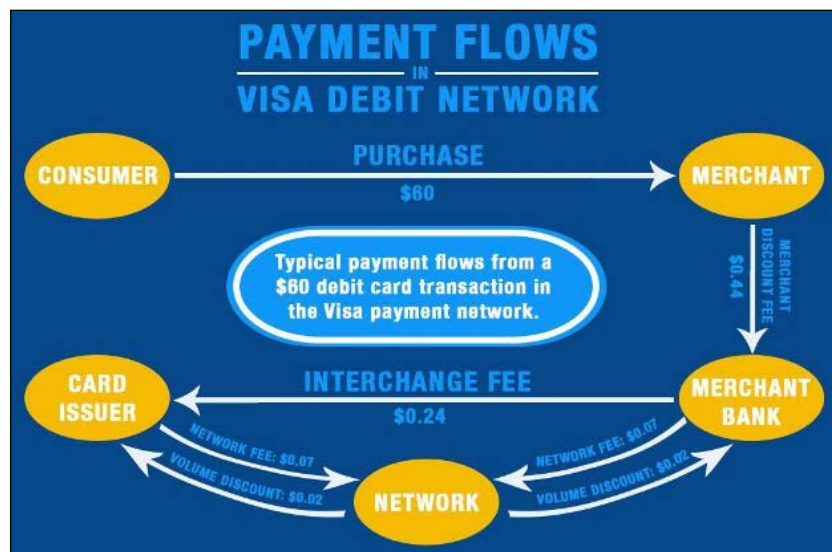 PAYMENT FLOWS
IN
VISA DEBIT NETWORK
CONSUMER
PURCHASE
$60
MERCHANT
MERCHANT
DISCOUNT FEE
$0.44
Typical payment flows from a
$60 debit card transaction in
the Visa payment network.
CARD
ISSUER
INTERCHANGE FEE
$0.24
MERCHANT
BANK
NETWORK FEE: $0.07
VOLUME DISCOUNT: $0.02
NETWORK
NETWORK FEE: $0.07
VOLUME DISCOUNT: $0.02